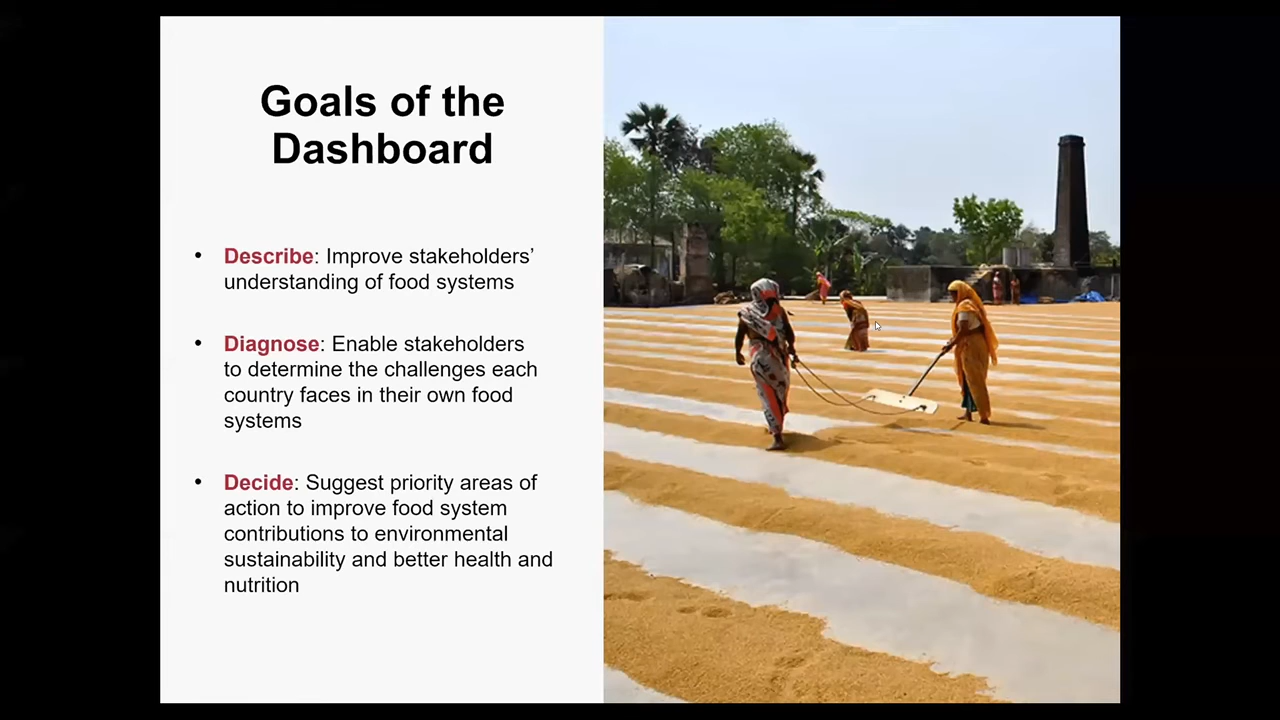 Goals of the
Dashboard
• Describe: Improve stakeholders’
understanding of food systems
• Diagnose: Enable stakeholders
to determine the challenges each
country faces in their own food
systems
• Decide: Suggest priority areas of
action to improve food system
contributions to environmental
sustainability and better health and
nutrition